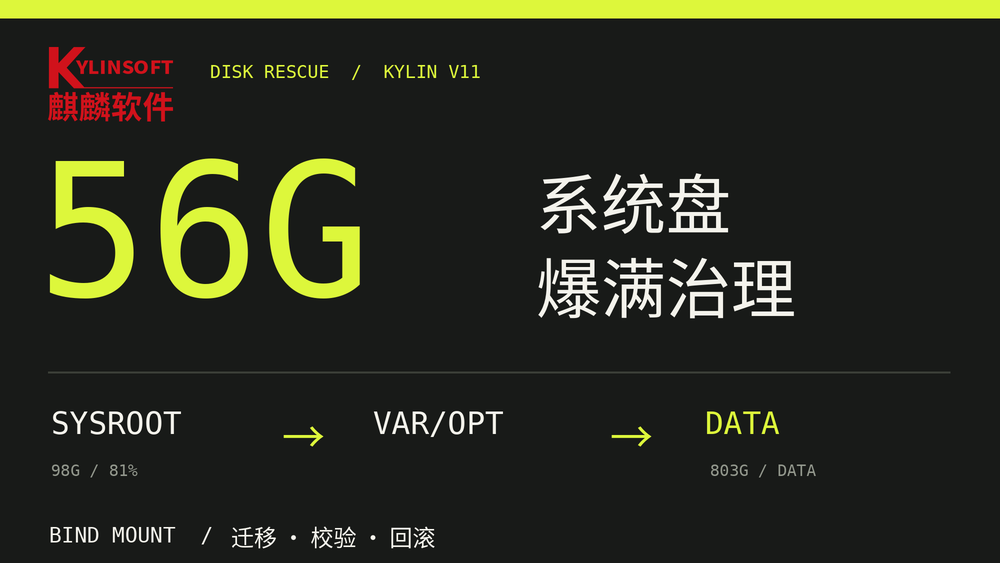 KYLINSOFT
麒麟软件
DISK RESCUE / KYLIN V11
56G
系统盘
爆满治理
SYSROOT → VAR/OPT → DATA
98G / 81%
803G / DATA
BIND MOUNT / 迁移 • 校验 • 回滚